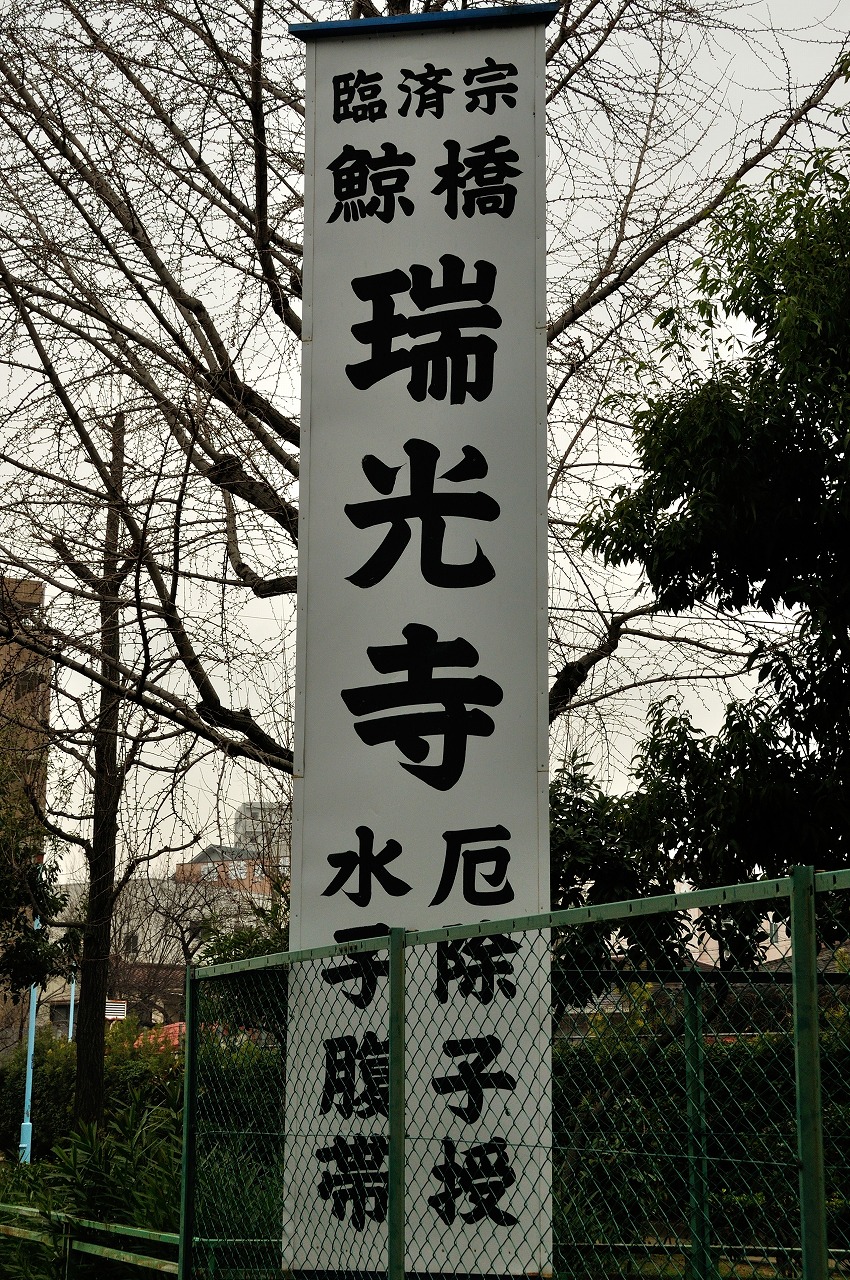 臨済宗
鯨橋
瑞光寺
厄除子授
水子腹帯